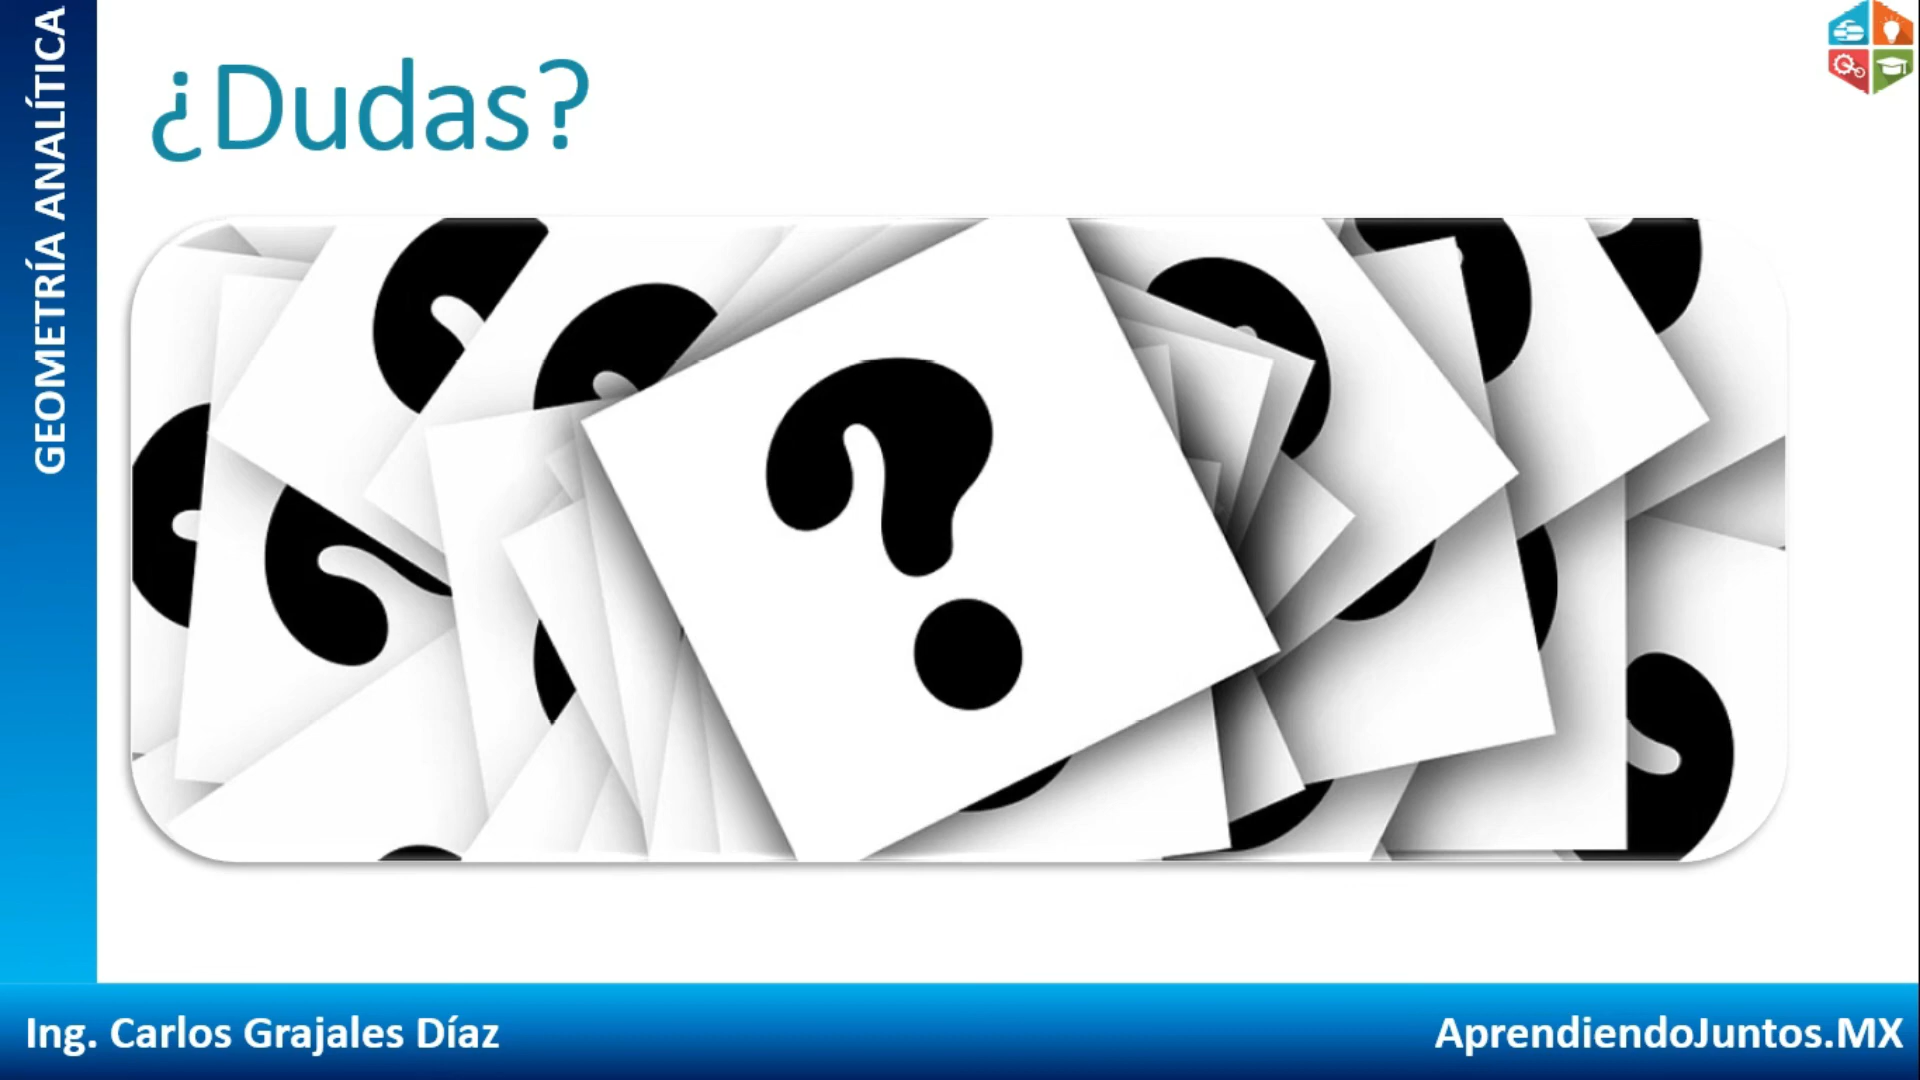 GEOMETRÍA ANALÍTICA
¿Dudas?
?
Ing. Carlos Grajales Díaz
AprendiendoJuntos.MX